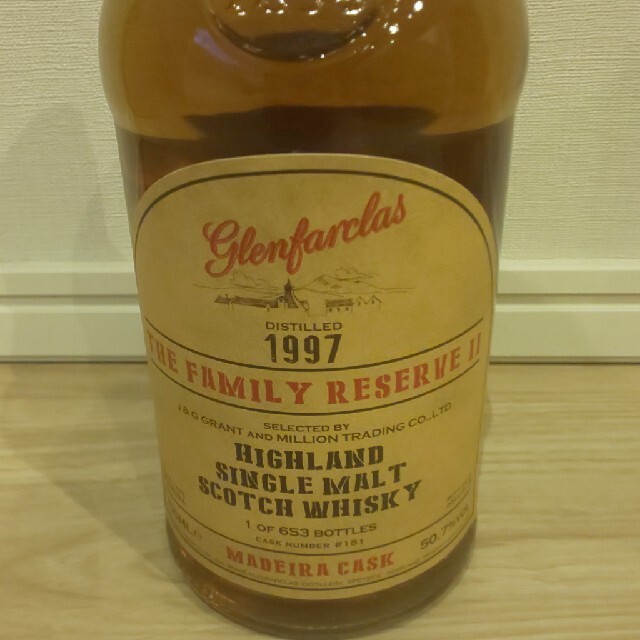 Glenfarclas
DISTILLED
1997
THE FAMILY RESERVE II
SELECTED BY
J & G GRANT AND MILLION TRADING CO., LTD
HIGHLAND
SINGLE MALT
SCOTCH WHISKY
1 OF 653 BOTTLES
CASK NUMBER #181
50.7%VOL
MADEIRA CASK